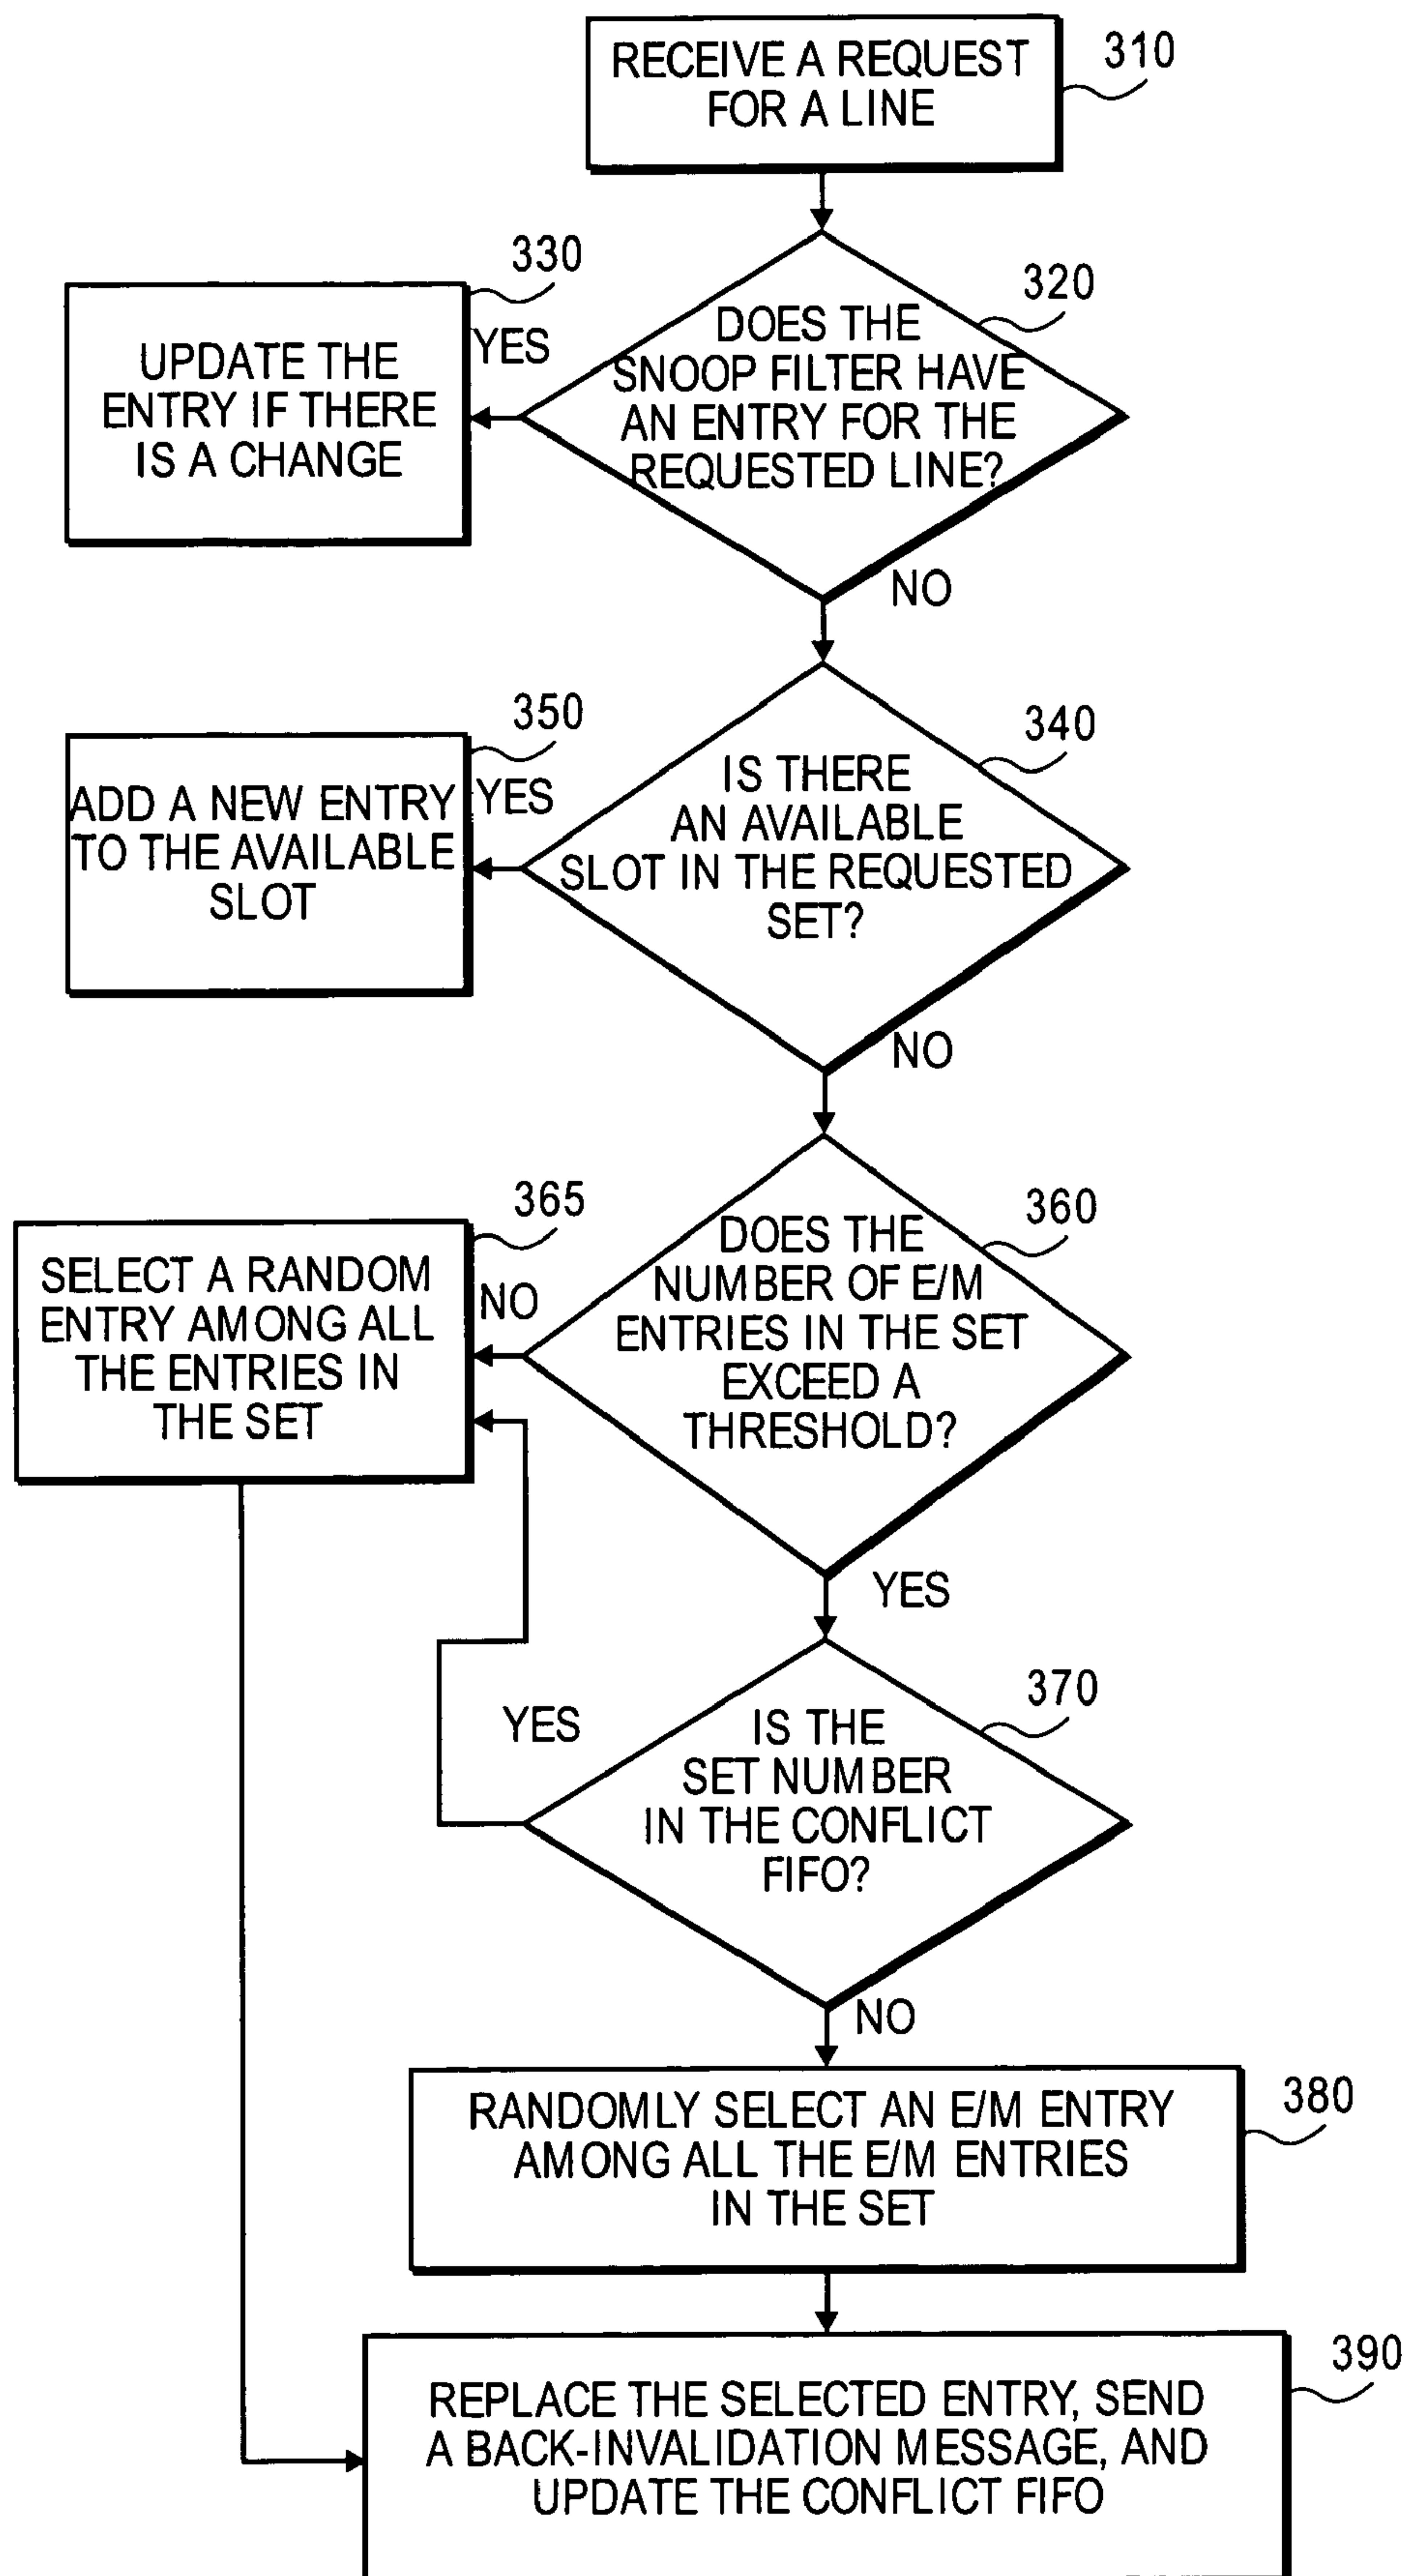 RECEIVE A REQUEST
FOR A LINE
310
DOES THE
SNOOP FILTER HAVE
AN ENTRY FOR THE
REQUESTED LINE?
320
YES
330
UPDATE THE
ENTRY IF THERE
IS A CHANGE
NO
IS THERE
AN AVAILABLE
SLOT IN THE REQUESTED
SET?
340
YES
350
ADD A NEW ENTRY
TO THE AVAILABLE
SLOT
NO
DOES THE
NUMBER OF E/M
ENTRIES IN THE SET
EXCEED A
THRESHOLD?
360
NO
365
SELECT A RANDOM
ENTRY AMONG ALL
THE ENTRIES IN
THE SET
YES
IS THE
SET NUMBER
IN THE CONFLICT
FIFO?
370
YES
NO
RANDOMLY SELECT AN E/M ENTRY
AMONG ALL THE E/M ENTRIES
IN THE SET
380
REPLACE THE SELECTED ENTRY, SEND
A BACK-INVALIDATION MESSAGE, AND
UPDATE THE CONFLICT FIFO
390